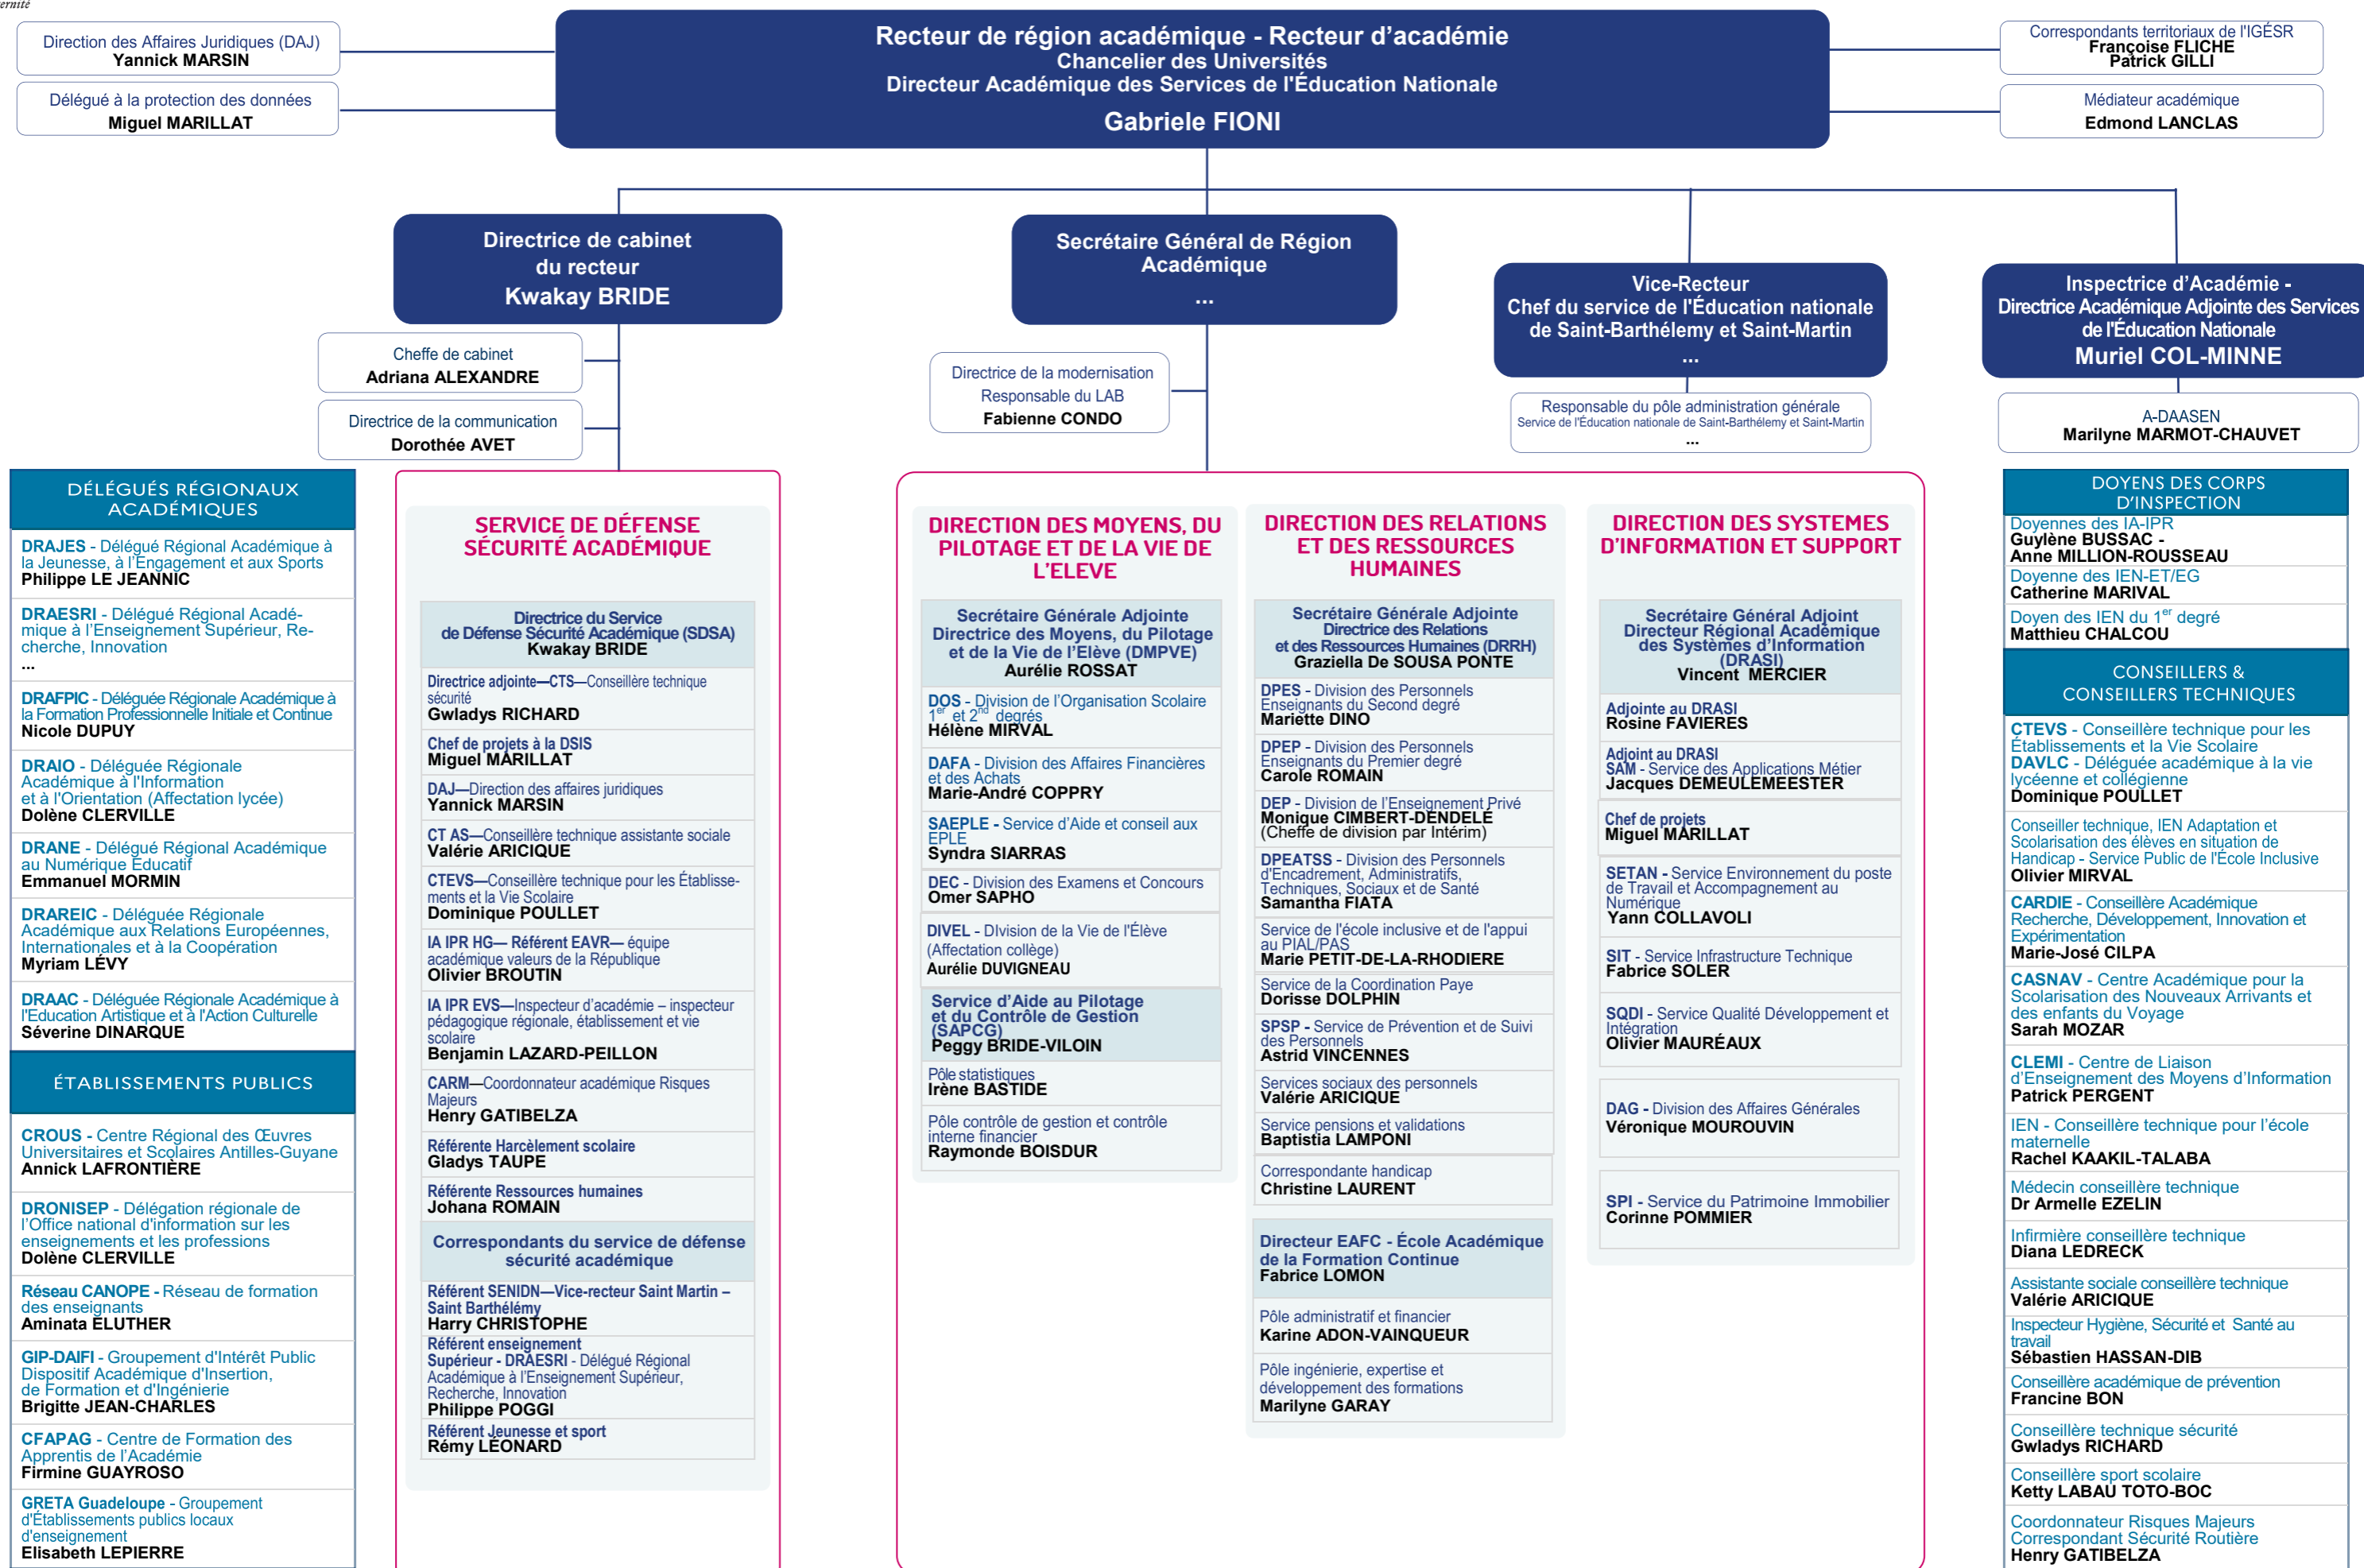 ernité
Direction des Affaires Juridiques (DAJ)
Yannick MARSIN
Délégué à la protection des données
Miguel MARILLAT
Recteur de région académique - Recteur d’académie
Chancelier des Universités
Directeur Académique des Services de l'Éducation Nationale
Gabriele FIONI
Correspondants territoriaux de l'IGÉSR
Françoise FLICHE
Patrick GILLI
Médiateur académique
Edmond LANCLAS
Directrice de cabinet
du recteur
Kwakay BRIDE
Cheffe de cabinet
Adriana ALEXANDRE
Directrice de la communication
Dorothée AVET
Secrétaire Général de Région
Académique
...
Directrice de la modernisation
Responsable du LAB
Fabienne CONDO
Vice-Recteur
Chef du service de l'Éducation nationale
de Saint-Barthélemy et Saint-Martin
...
Responsable du pôle administration générale
Service de l'Éducation nationale de Saint-Barthélemy et Saint-Martin
...
Inspectrice d’Académie -
Directrice Académique Adjointe des Services
de l'Éducation Nationale
Muriel COL-MINNE
A-DAASEN
Marilyne MARMOT-CHAUVET
DÉLÉGUÉS RÉGIONAUX
ACADÉMIQUES
DRAJES - Délégué Régional Académique à
la Jeunesse, à l’Engagement et aux Sports
Philippe LE JEANNIC
DRAESRI - Délégué Régional Acadé-
mique à l’Enseignement Supérieur, Re-
cherche, Innovation
...
DRAFPIC - Déléguée Régionale Académique à
la Formation Professionnelle Initiale et Continue
Nicole DUPUY
DRAIO - Déléguée Régionale
Académique à l'Information
et à l'Orientation (Affectation lycée)
Dolène CLERVILLE
DRANE - Délégué Régional Académique
au Numérique Éducatif
Emmanuel MORMIN
DRAREIC - Déléguée Régionale
Académique aux Relations Européennes,
Internationales et à la Coopération
Myriam LÉVY
DRAAC - Déléguée Régionale Académique à
l'Education Artistique et à l'Action Culturelle
Séverine DINARQUE
ÉTABLISSEMENTS PUBLICS
CROUS - Centre Régional des Œuvres
Universitaires et Scolaires Antilles-Guyane
Annick LAFRONTIÈRE
DRONISEP - Délégation régionale de
l’Office national d'information sur les
enseignements et les professions
Dolène CLERVILLE
Réseau CANOPE - Réseau de formation
des enseignants
Aminata ÉLUTHER
GIP-DAIFI - Groupement d'Intérêt Public
Dispositif Académique d'Insertion,
de Formation et d'Ingénierie
Brigitte JEAN-CHARLES
CFAPAG - Centre de Formation des
Apprentis de l’Académie
Firmine GUAYROSO
GRETA Guadeloupe - Groupement
d'Établissements publics locaux
d'enseignement
Elisabeth LEPIERRE
SERVICE DE DÉFENSE
SÉCURITÉ ACADÉMIQUE
Directrice du Service
de Défense Sécurité Académique (SDSA)
Kwakay BRIDE
Directrice adjointe—CTS—Conseillère technique
sécurité
Gwladys RICHARD
Chef de projets à la DSIS
Miguel MARILLAT
DAJ—Direction des affaires juridiques
Yannick MARSIN
CT AS—Conseillère technique assistante sociale
Valérie ARICIQUE
CTEVS—Conseillère technique pour les Établisse-
ments et la Vie Scolaire
Dominique POULLET
IA IPR HG— Référent EAVR— équipe
académique valeurs de la République
Olivier BROUTIN
IA IPR EVS—Inspecteur d’académie – inspecteur
pédagogique régionale, établissement et vie
scolaire
Benjamin LAZARD-PEILLON
CARM—Coordonnateur académique Risques
Majeurs
Henry GATIBELZA
Référente Harcèlement scolaire
Gladys TAUPE
Référente Ressources humaines
Johana ROMAIN
Correspondants du service de défense
sécurité académique
Référent SENIDN—Vice-recteur Saint Martin –
Saint Barthélémy
Harry CHRISTOPHE
Référent enseignement
Supérieur - DRAESRI - Délégué Régional
Académique à l’Enseignement Supérieur,
Recherche, Innovation
Philippe POGGI
Référent Jeunesse et sport
Rémy LÉONARD
DIRECTION DES MOYENS, DU
PILOTAGE ET DE LA VIE DE
L’ELEVE
Secrétaire Générale Adjointe
Directrice des Moyens, du Pilotage
et de la Vie de l’Elève (DMPVE)
Aurélie ROSSAT
DOS - Division de l’Organisation Scolaire
1er et 2nd degrés
Hélène MIRVAL
DAFA - Division des Affaires Financières
et des Achats
Marie-André COPPRY
SAEPLE - Service d’Aide et conseil aux
EPLE
Syndra SIARRAS
DEC - Division des Examens et Concours
Omer SAPHO
DIVEL - DIvision de la Vie de l'Élève
(Affectation collège)
Aurélie DUVIGNEAU
Service d’Aide au Pilotage
et du Contrôle de Gestion
(SAPCG)
Peggy BRIDE-VILOIN
Pôle statistiques
Irène BASTIDE
Pôle contrôle de gestion et contrôle
interne financier
Raymonde BOISDUR
DIRECTION DES RELATIONS
ET DES RESSOURCES
HUMAINES
Secrétaire Générale Adjointe
Directrice des Relations
et des Ressources Humaines (DRRH)
Graziella De SOUSA PONTE
DPES - Division des Personnels
Enseignants du Second degré
Mariette DINO
DPEP - Division des Personnels
Enseignants du Premier degré
Carole ROMAIN
DEP - Division de l’Enseignement Privé
Monique CIMBERT-DENDELÉ
(Cheffe de division par Intérim)
DPEATSS - Division des Personnels
d’Encadrement, Administratifs,
Techniques, Sociaux et de Santé
Samantha FIATA
Service de l'école inclusive et de l'appui
au PIAL/PAS
Marie PETIT-DE-LA-RHODIERE
Service de la Coordination Paye
Dorisse DOLPHIN
SPSP - Service de Prévention et de Suivi
des Personnels
Astrid VINCENNES
Services sociaux des personnels
Valérie ARICIQUE
Service pensions et validations
Baptistia LAMPONI
Correspondante handicap
Christine LAURENT
Directeur EAFC - École Académique
de la Formation Continue
Fabrice LOMON
Pôle administratif et financier
Karine ADON-VAINQUEUR
Pôle ingénierie, expertise et
développement des formations
Marilyne GARAY
DIRECTION DES SYSTEMES
D’INFORMATION ET SUPPORT
Secrétaire Général Adjoint
Directeur Régional Académique
des Systèmes d’Information
(DRASI)
Vincent MERCIER
Adjointe au DRASI
Rosine FAVIERES
Adjoint au DRASI
SAM - Service des Applications Métier
Jacques DEMEULEMEESTER
Chef de projets
Miguel MARILLAT
SETAN - Service Environnement du poste
de Travail et Accompagnement au
Numérique
Yann COLLAVOLI
SIT - Service Infrastructure Technique
Fabrice SOLER
SQDI - Service Qualité Développement et
Intégration
Olivier MAURÉAUX
DAG - Division des Affaires Générales
Véronique MOUROUVIN
SPI - Service du Patrimoine Immobilier
Corinne POMMIER
DOYENS DES CORPS
D’INSPECTION
Doyennes des IA-IPR
Guylène BUSSAC -
Anne MILLION-ROUSSEAU
Doyenne des IEN-ET/EG
Catherine MARIVAL
Doyen des IEN du 1er degré
Matthieu CHALCOU
CONSEILLERS &
CONSEILLERS TECHNIQUES
CTEVS - Conseillère technique pour les
Établissements et la Vie Scolaire
DAVLC - Déléguée académique à la vie
lycéenne et collégienne
Dominique POULLET
Conseiller technique, IEN Adaptation et
Scolarisation des élèves en situation de
Handicap - Service Public de l'École Inclusive
Olivier MIRVAL
CARDIE - Conseillère Académique
Recherche, Développement, Innovation et
Expérimentation
Marie-José CILPA
CASNAV - Centre Académique pour la
Scolarisation des Nouveaux Arrivants et
des enfants du Voyage
Sarah MOZAR
CLEMI - Centre de Liaison
d’Enseignement des Moyens d’Information
Patrick PERGENT
IEN - Conseillère technique pour l’école
maternelle
Rachel KAAKIL-TALABA
Médecin conseillère technique
Dr Armelle EZELIN
Infirmière conseillère technique
Diana LEDRECK
Assistante sociale conseillère technique
Valérie ARICIQUE
Inspecteur Hygiène, Sécurité et Santé au
travail
Sébastien HASSAN-DIB
Conseillère académique de prévention
Francine BON
Conseillère technique sécurité
Gwladys RICHARD
Conseillère sport scolaire
Ketty LABAU TOTO-BOC
Coordonnateur Risques Majeurs
Correspondant Sécurité Routière
Henry GATIBELZA